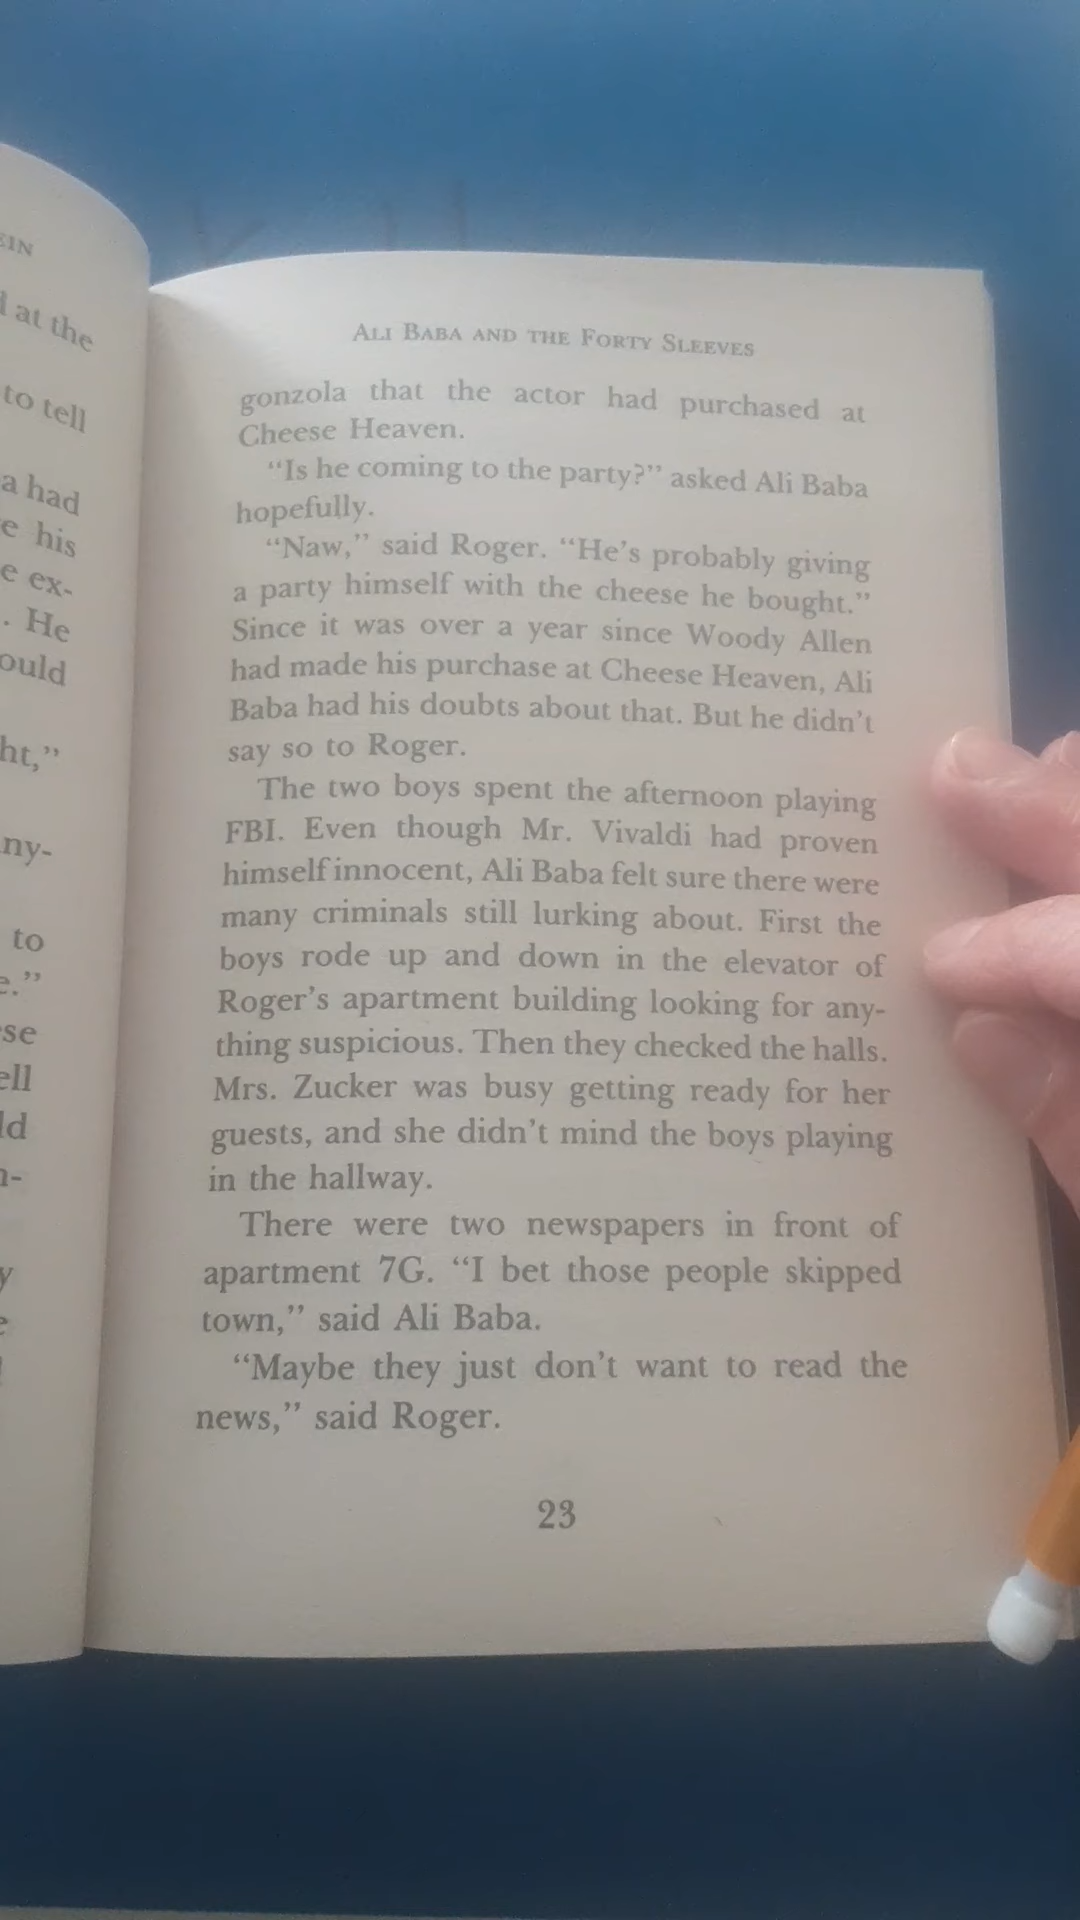 EIN
at the
to tell
a had
e his
e ex-
. He
ould
ht,”
ny-
to
e.”
se
ell
ld
n-
y
e
ALI BABA AND THE FORTY SLEEVES
gonzola that the actor had purchased at
Cheese Heaven.
“Is he coming to the party?” asked Ali Baba
hopefully.
“Naw,” said Roger. “He’s probably giving
a party himself with the cheese he bought.”
Since it was over a year since Woody Allen
had made his purchase at Cheese Heaven, Ali
Baba had his doubts about that. But he didn’t
say so to Roger.
The two boys spent the afternoon playing
FBI. Even though Mr. Vivaldi had proven
himself innocent, Ali Baba felt sure there were
many criminals still lurking about. First the
boys rode up and down in the elevator of
Roger’s apartment building looking for any-
thing suspicious. Then they checked the halls.
Mrs. Zucker was busy getting ready for her
guests, and she didn’t mind the boys playing
in the hallway.
There were two newspapers in front of
apartment 7G. “I bet those people skipped
town,” said Ali Baba.
“Maybe they just don’t want to read the
news,” said Roger.
23